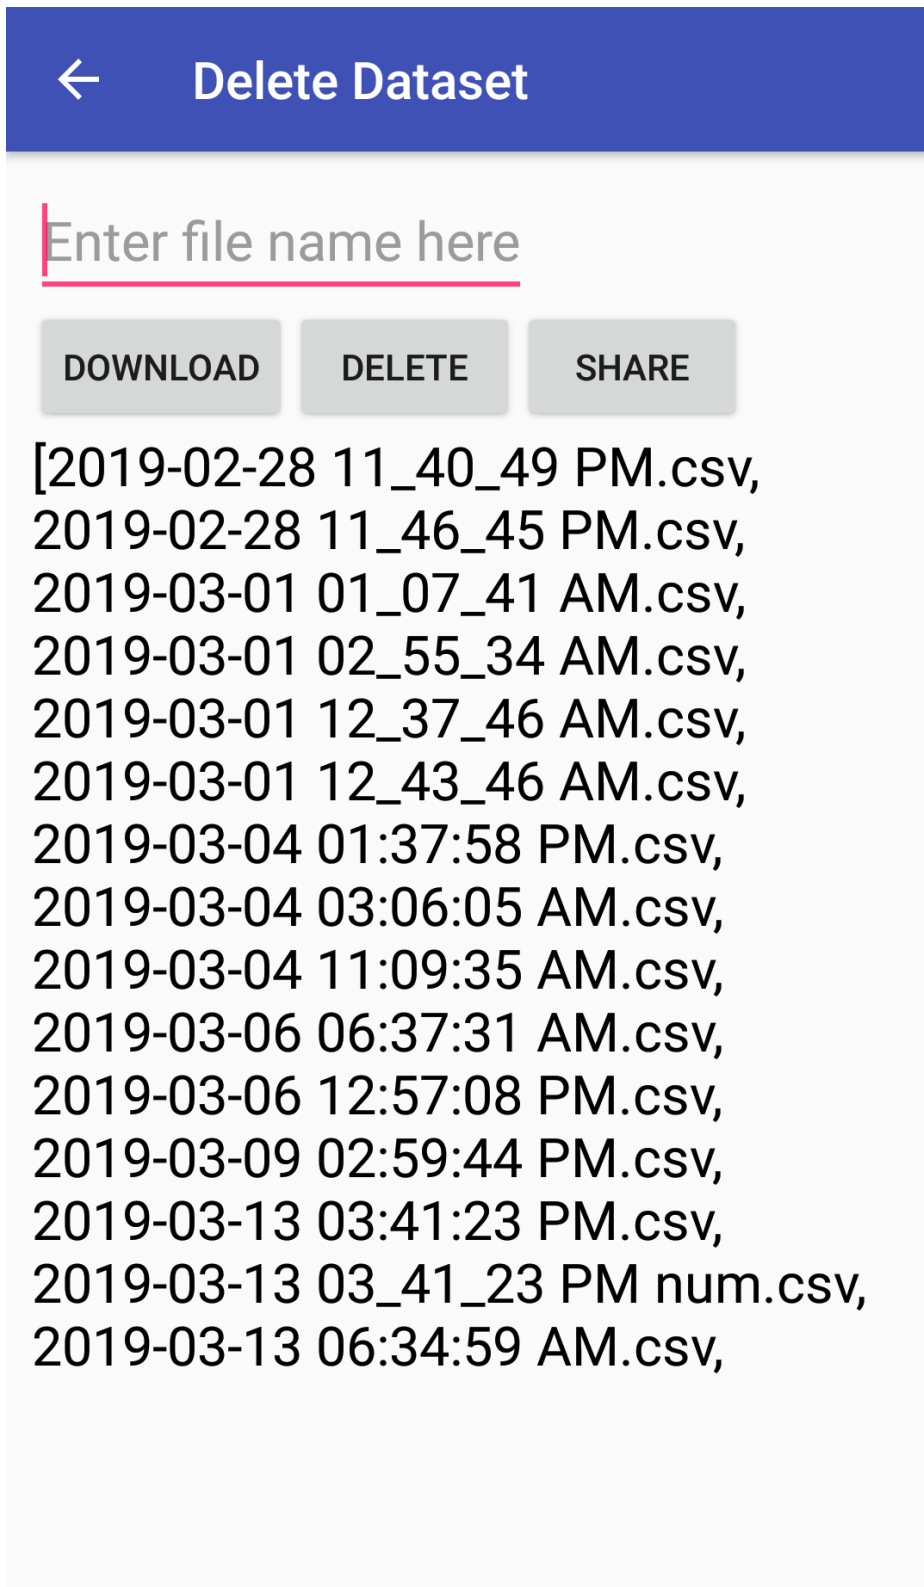 Delete Dataset
Enter file name here
DOWNLOAD DELETE SHARE
[2019-02-28 11_40_49 PM.csv,
2019-02-28 11_46_45 PM.csv,
2019-03-01 01_07_41 AM.csv,
2019-03-01 02_55_34 AM.csv,
2019-03-01 12_37_46 AM.csv,
2019-03-01 12_43_46 AM.csv,
2019-03-04 01:37:58 PM.csv,
2019-03-04 03:06:05 AM.csv,
2019-03-04 11:09:35 AM.csv,
2019-03-06 06:37:31 AM.csv,
2019-03-06 12:57:08 PM.csv,
2019-03-09 02:59:44 PM.csv,
2019-03-13 03:41:23 PM.csv,
2019-03-13 03_41_23 PM num.csv,
2019-03-13 06:34:59 AM.csv,